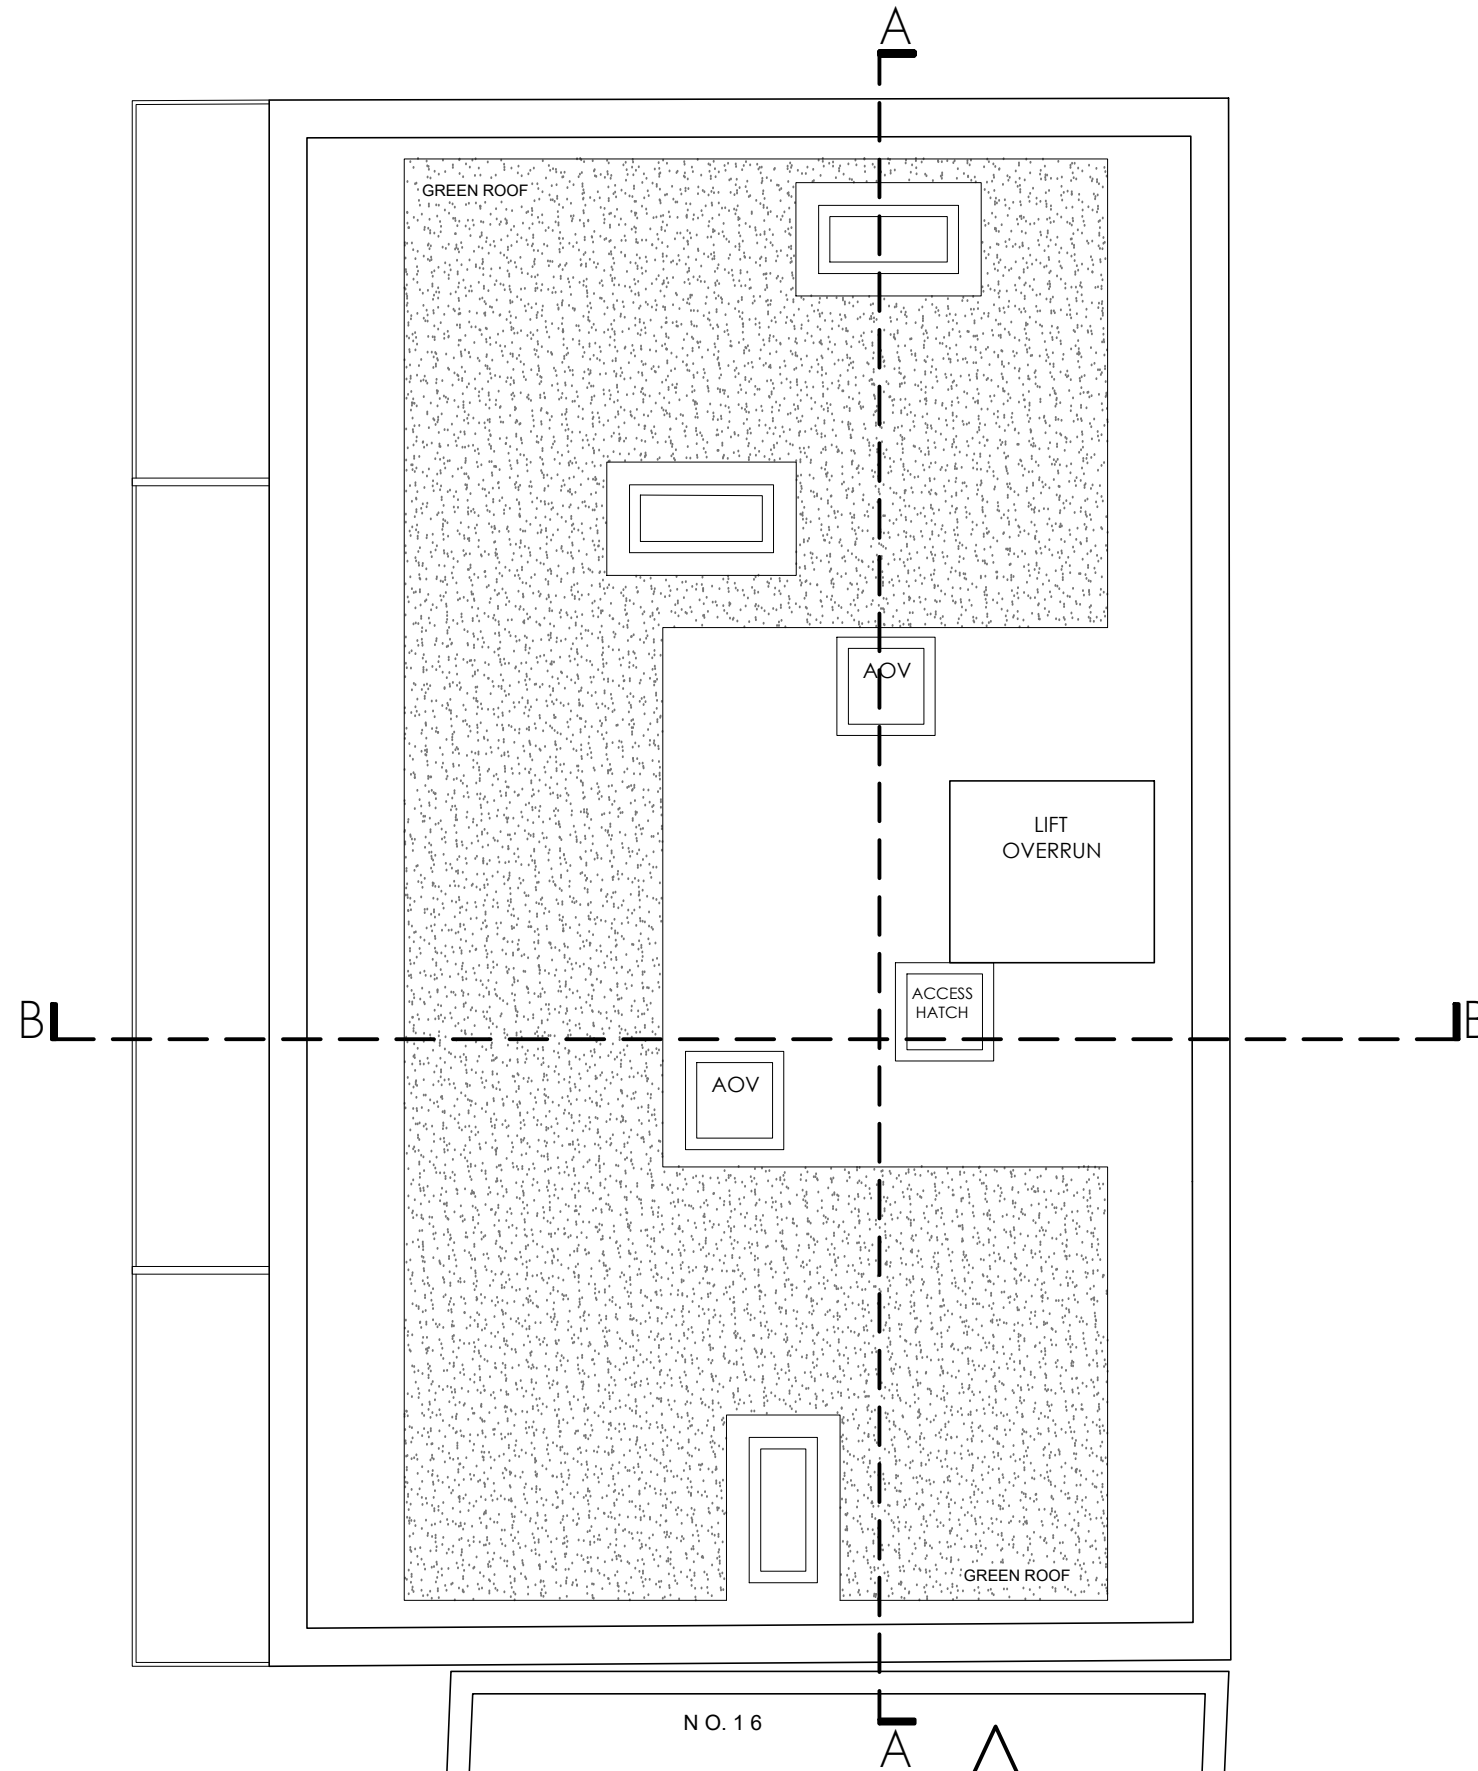 A
GREEN ROOF
AOV
LIFT
OVERRUN
ACCESS
HATCH
B
B
AOV
GREEN ROOF
NO.16
A